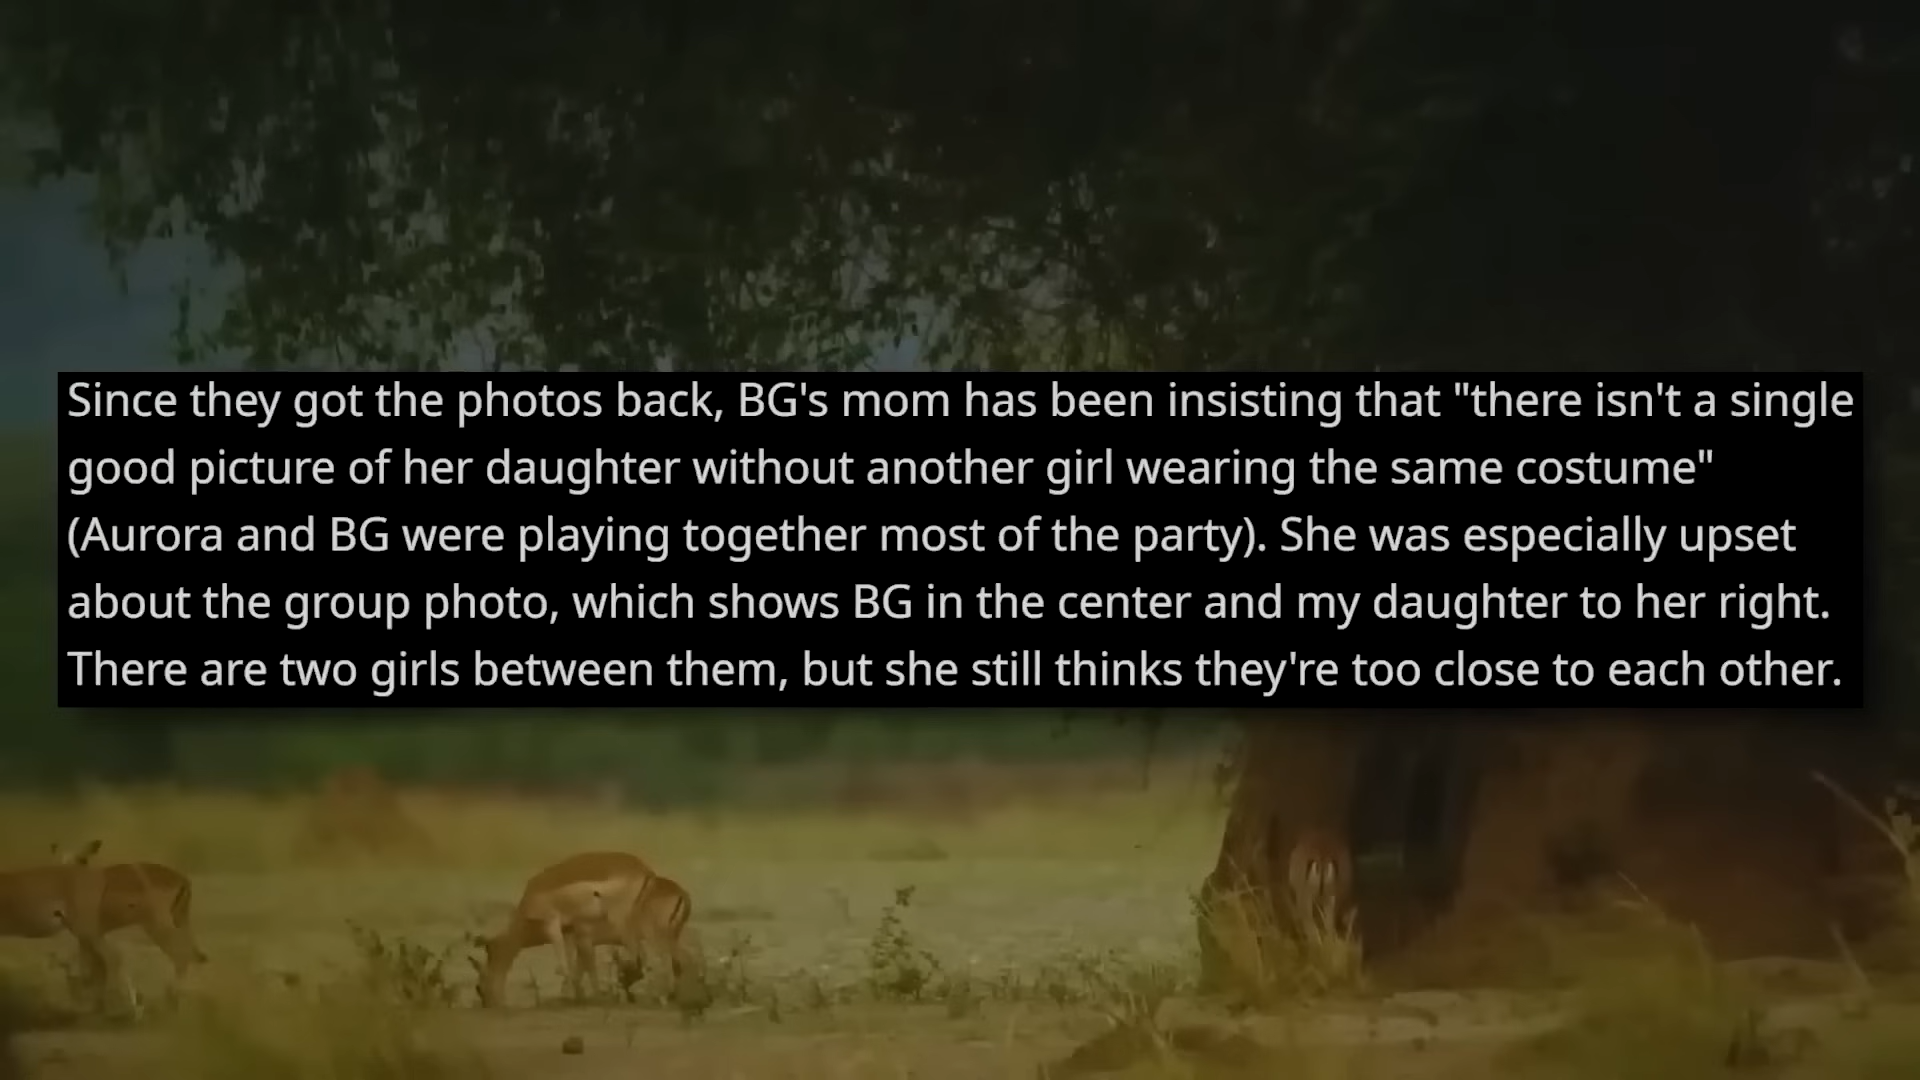 Since they got the photos back, BG's mom has been insisting that "there isn't a single
good picture of her daughter without another girl wearing the same costume"
(Aurora and BG were playing together most of the party). She was especially upset
about the group photo, which shows BG in the center and my daughter to her right.
There are two girls between them, but she still thinks they're too close to each other.